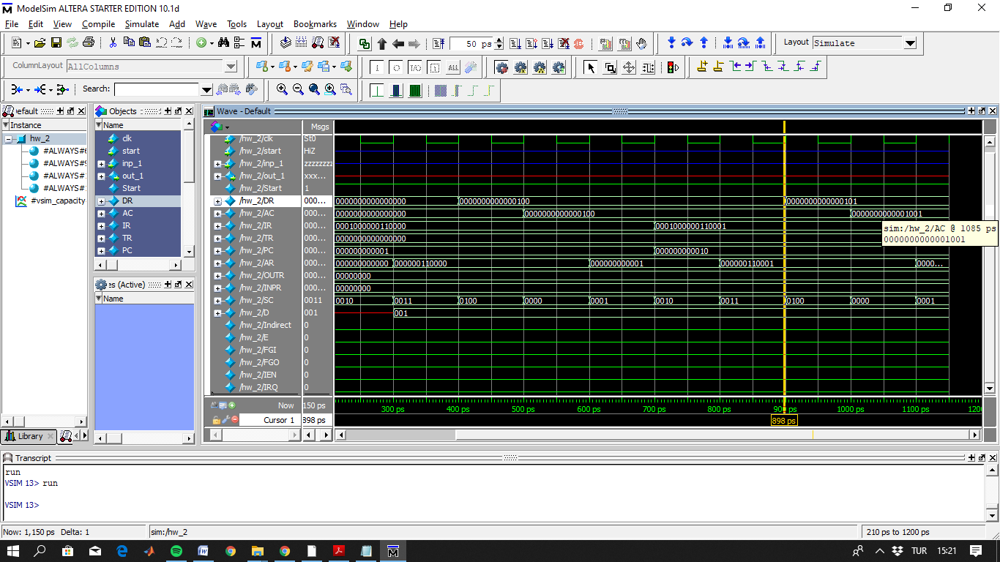 ModelSim ALTERA STARTER EDITION 10.1d
File Edit View Compile Simulate Add Wave Tools Layout Bookmarks Window Help
50 ps Layout Simulate
ColumnLayout AllColumns
Search:
efault Objects Wave - Default
Instance Name Msgs
hw_2
#ALWAYS#
#ALWAYS#
#ALWAYS#
#ALWAYS#
#vsim_capacity
clk
start
inp_1
out_1
Start
DR
AC
IR
TR
PC
es (Active)
Name
/hw_2/clk St0
/hw_2/start HiZ
/hw_2/inp_1 zzzzzzzz
/hw_2/out_1 xxx...
/hw_2/Start 1
/hw_2/DR 000... 0000000000000000 0000000000000100 0000000000000101
/hw_2/AC 000... 0000000000000000 0000000000000100 0000000000001001
/hw_2/IR 000... 0001000000110000 0001000000110001
/hw_2/TR 000... 0000000000000000
/hw_2/PC 000... 000000000001 000000000010
/hw_2/AR 000... 000000000000 000000110000 000000000001 000000110001 0000...
/hw_2/OUTR 000... 00000000
/hw_2/INPR 000... 00000000
/hw_2/SC 0011 0010 0011 0100 0000 0001 0010 0011 0100 0000 0001
/hw_2/D 001 001
/hw_2/Indirect 0
/hw_2/E 0
/hw_2/FGI 0
/hw_2/FGO 0
/hw_2/IEN 0
/hw_2/IRQ 0
sim:/hw_2/AC @ 1085 ps
0000000000001001
Now 150 ps 300 ps 400 ps 500 ps 600 ps 700 ps 800 ps 900 ps 1000 ps 1100 ps 1200
Cursor 1 898 ps 898 ps
Library
Transcript
run
VSIM 13> run
VSIM 13>
Now: 1,150 ps Delta: 1 sim:/hw_2 210 ps to 1200 ps
TUR 15:21